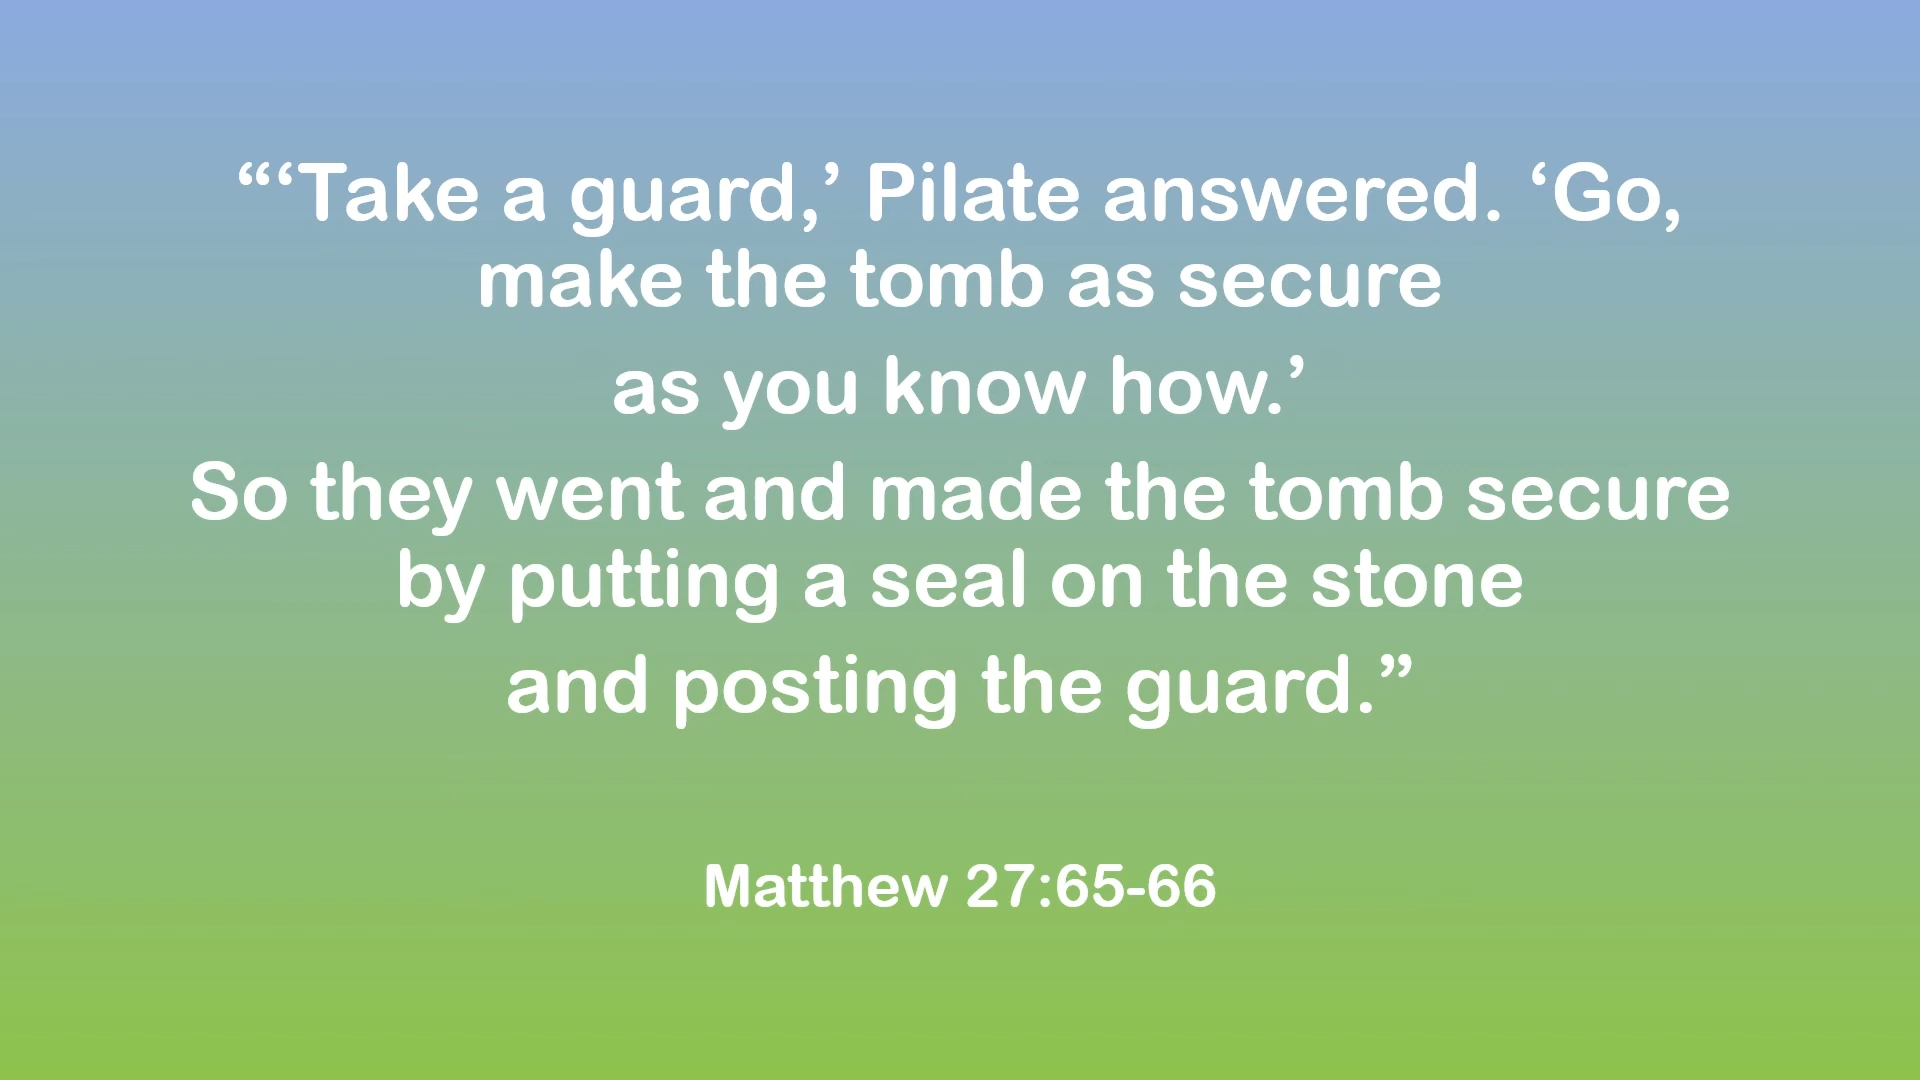 “‘Take a guard,’ Pilate answered. ‘Go,
make the tomb as secure
as you know how.’
So they went and made the tomb secure
by putting a seal on the stone
and posting the guard.”
Matthew 27:65-66